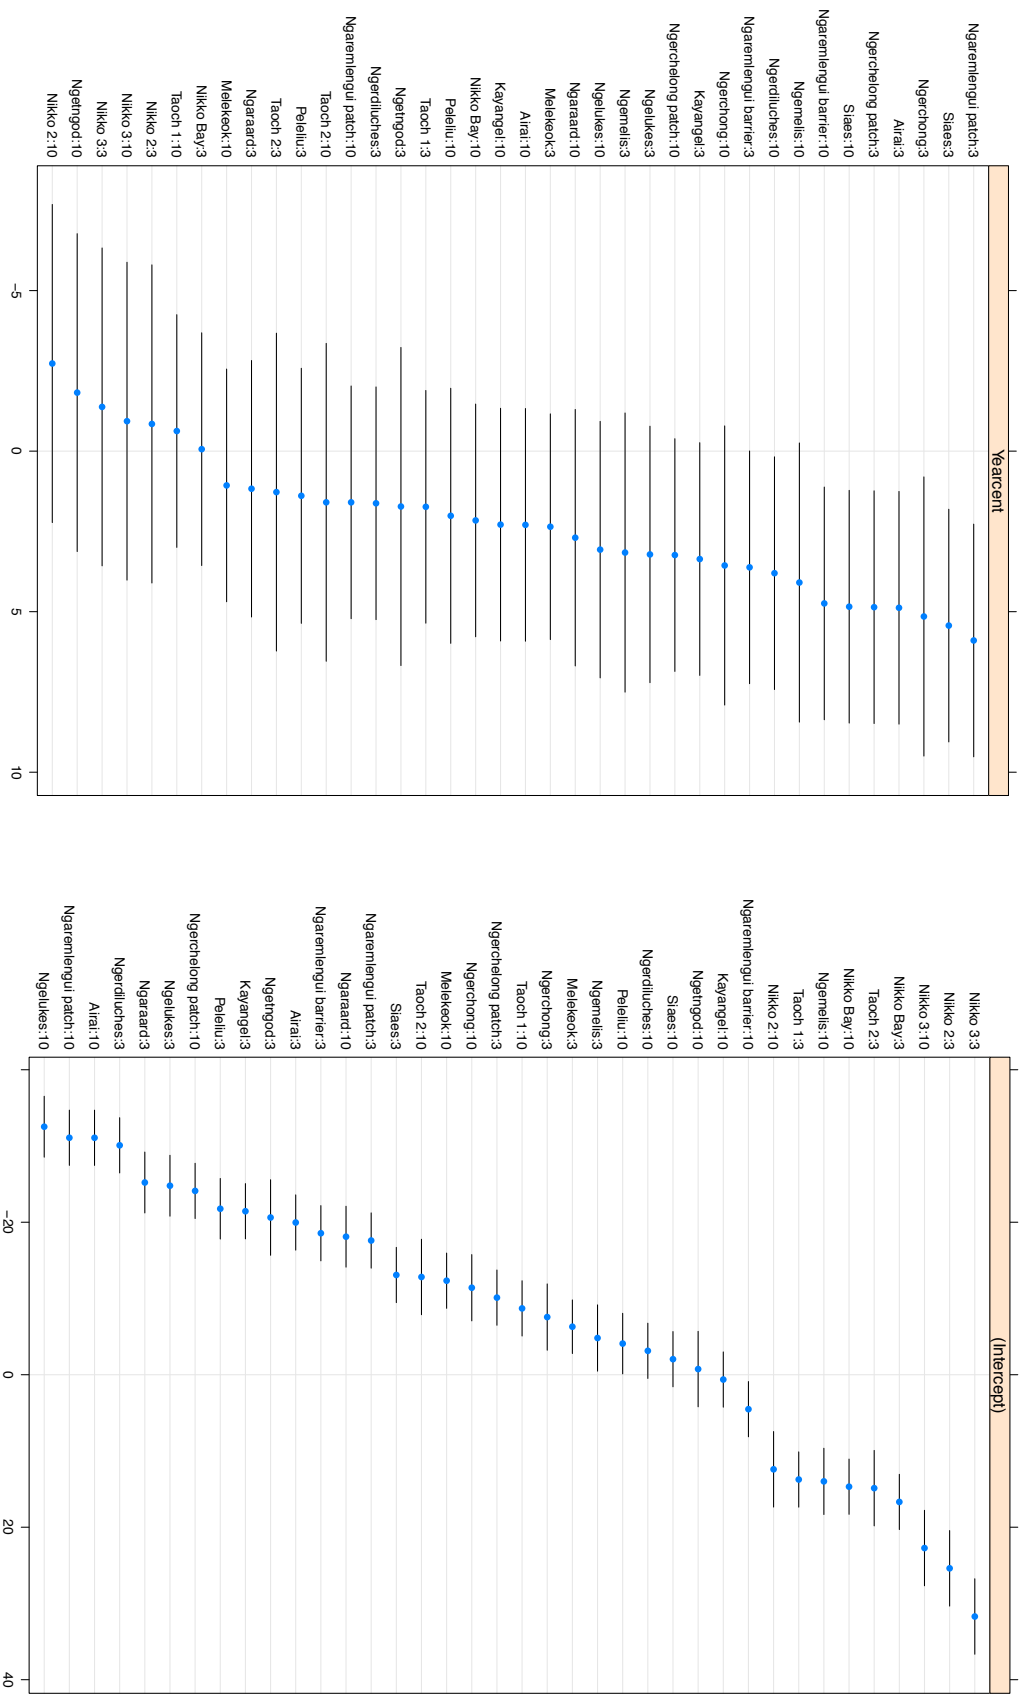 Yearcent
Ngaremlengui patch:3
Siaes:3
Ngerchong:3
Airai:3
Ngerchelong patch:3
Siaes:10
Ngaremlengui barrier:10
Ngemelis:10
Ngerdiluches:10
Ngaremlengui barrier:3
Ngerchong:10
Kayangel:3
Ngerchelong patch:10
Ngelukes:3
Ngemelis:3
Ngelukes:10
Ngaraard:10
Melekeok:3
Airai:10
Kayangel:10
Nikko Bay:10
Peleliu:10
Taoch 1:3
Ngetngod:3
Ngerdiluches:3
Ngaremlengui patch:10
Taoch 2:10
Peleliu:3
Taoch 2:3
Ngaraard:3
Melekeok:10
Nikko Bay:3
Taoch 1:10
Nikko 2:3
Nikko 3:10
Nikko 3:3
Ngetngod:10
Nikko 2:10
−5
0
5
10
(Intercept)
Nikko 3:3
Nikko 2:3
Nikko 3:10
Nikko Bay:3
Taoch 2:3
Nikko Bay:10
Ngemelis:10
Taoch 1:3
Nikko 2:10
Ngaremlengui barrier:10
Kayangel:10
Ngetngod:10
Siaes:10
Ngerdiluches:10
Peleliu:10
Ngemelis:3
Melekeok:3
Ngerchong:3
Taoch 1:10
Ngerchelong patch:3
Ngerchong:10
Melekeok:10
Taoch 2:10
Siaes:3
Ngaremlengui patch:3
Ngaraard:10
Ngaremlengui barrier:3
Airai:3
Ngetngod:3
Kayangel:3
Peleliu:3
Ngerchelong patch:10
Ngelukes:3
Ngaraard:3
Ngerdiluches:3
Airai:10
Ngaremlengui patch:10
Ngelukes:10
−20
0
20
40